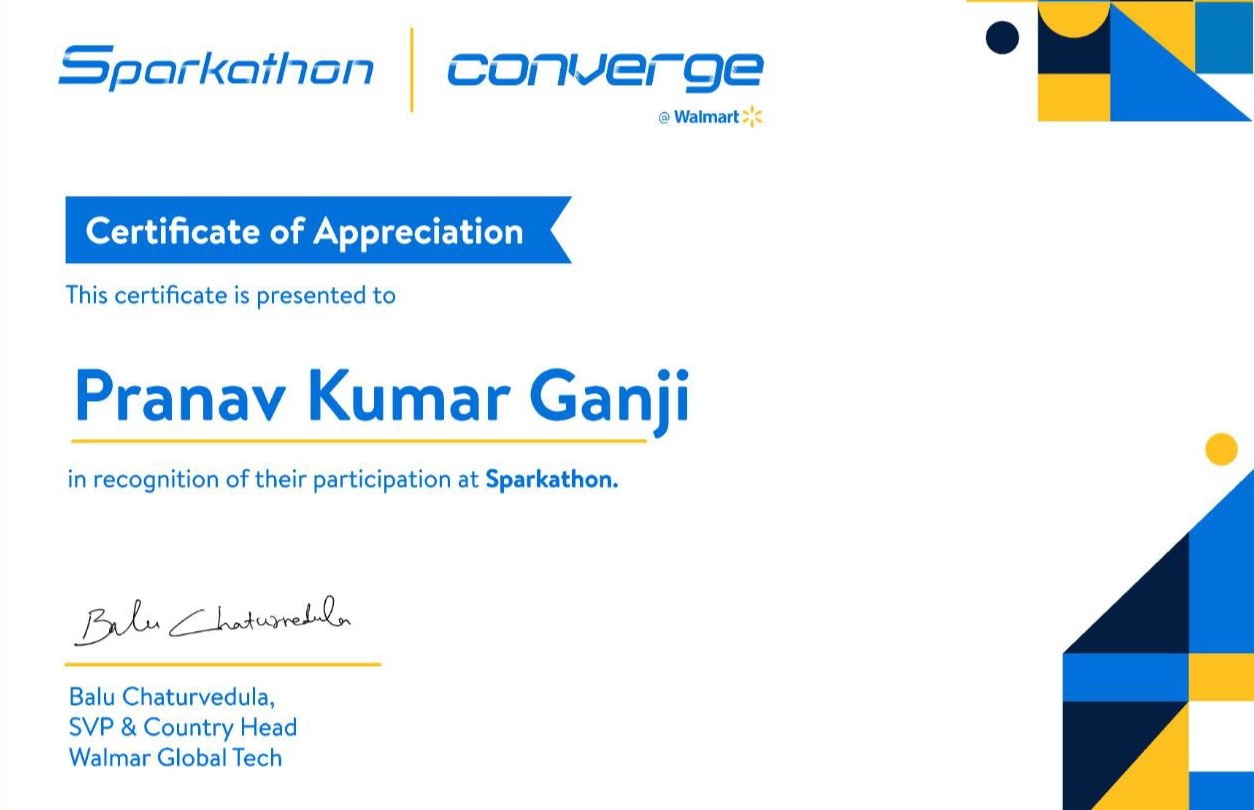 Sparkathon converge
@ Walmart
Certificate of Appreciation
This certificate is presented to
Pranav Kumar Ganji
in recognition of their participation at Sparkathon.
Balu Chaturvedula
Balu Chaturvedula,
SVP & Country Head
Walmar Global Tech